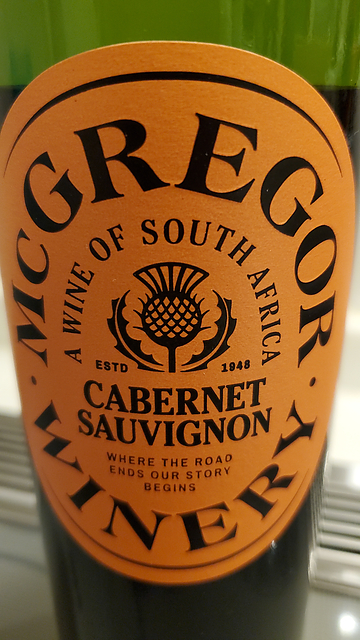 McGREGOR
A WINE OF SOUTH AFRICA
ESTD 1948
CABERNET
SAUVIGNON
WHERE THE ROAD
ENDS OUR STORY
BEGINS
· WINERY ·